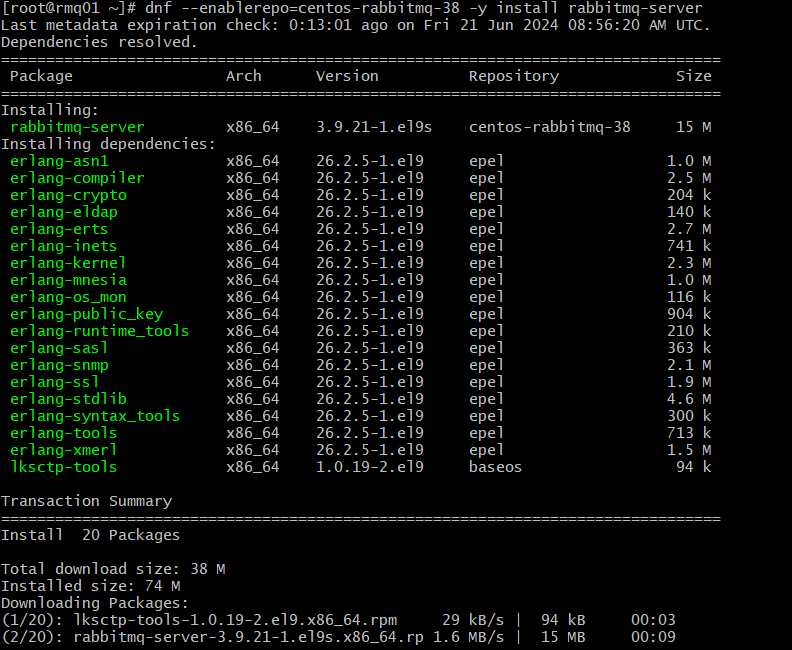 [root@rmq01 ~]# dnf --enablerepo=centos-rabbitmq-38 -y install rabbitmq-server
Last metadata expiration check: 0:13:01 ago on Fri 21 Jun 2024 08:56:20 AM UTC.
Dependencies resolved.
================================================================================
 Package                Arch      Version          Repository             Size
================================================================================
Installing:
 rabbitmq-server        x86_64    3.9.21-1.el9s    centos-rabbitmq-38     15 M
Installing dependencies:
 erlang-asn1            x86_64    26.2.5-1.el9     epel                  1.0 M
 erlang-compiler        x86_64    26.2.5-1.el9     epel                  2.5 M
 erlang-crypto          x86_64    26.2.5-1.el9     epel                  204 k
 erlang-eldap           x86_64    26.2.5-1.el9     epel                  140 k
 erlang-erts            x86_64    26.2.5-1.el9     epel                  2.7 M
 erlang-inets           x86_64    26.2.5-1.el9     epel                  741 k
 erlang-kernel          x86_64    26.2.5-1.el9     epel                  2.3 M
 erlang-mnesia          x86_64    26.2.5-1.el9     epel                  1.0 M
 erlang-os_mon          x86_64    26.2.5-1.el9     epel                  116 k
 erlang-public_key      x86_64    26.2.5-1.el9     epel                  904 k
 erlang-runtime_tools   x86_64    26.2.5-1.el9     epel                  210 k
 erlang-sasl            x86_64    26.2.5-1.el9     epel                  363 k
 erlang-snmp            x86_64    26.2.5-1.el9     epel                  2.1 M
 erlang-ssl             x86_64    26.2.5-1.el9     epel                  1.9 M
 erlang-stdlib          x86_64    26.2.5-1.el9     epel                  4.6 M
 erlang-syntax_tools    x86_64    26.2.5-1.el9     epel                  300 k
 erlang-tools           x86_64    26.2.5-1.el9     epel                  713 k
 erlang-xmerl           x86_64    26.2.5-1.el9     epel                  1.5 M
 lksctp-tools           x86_64    1.0.19-2.el9     baseos                 94 k

Transaction Summary
================================================================================
Install  20 Packages

Total download size: 38 M
Installed size: 74 M
Downloading Packages:
(1/20): lksctp-tools-1.0.19-2.el9.x86_64.rpm     29 kB/s |  94 kB     00:03
(2/20): rabbitmq-server-3.9.21-1.el9s.x86_64.rp 1.6 MB/s |  15 MB     00:09